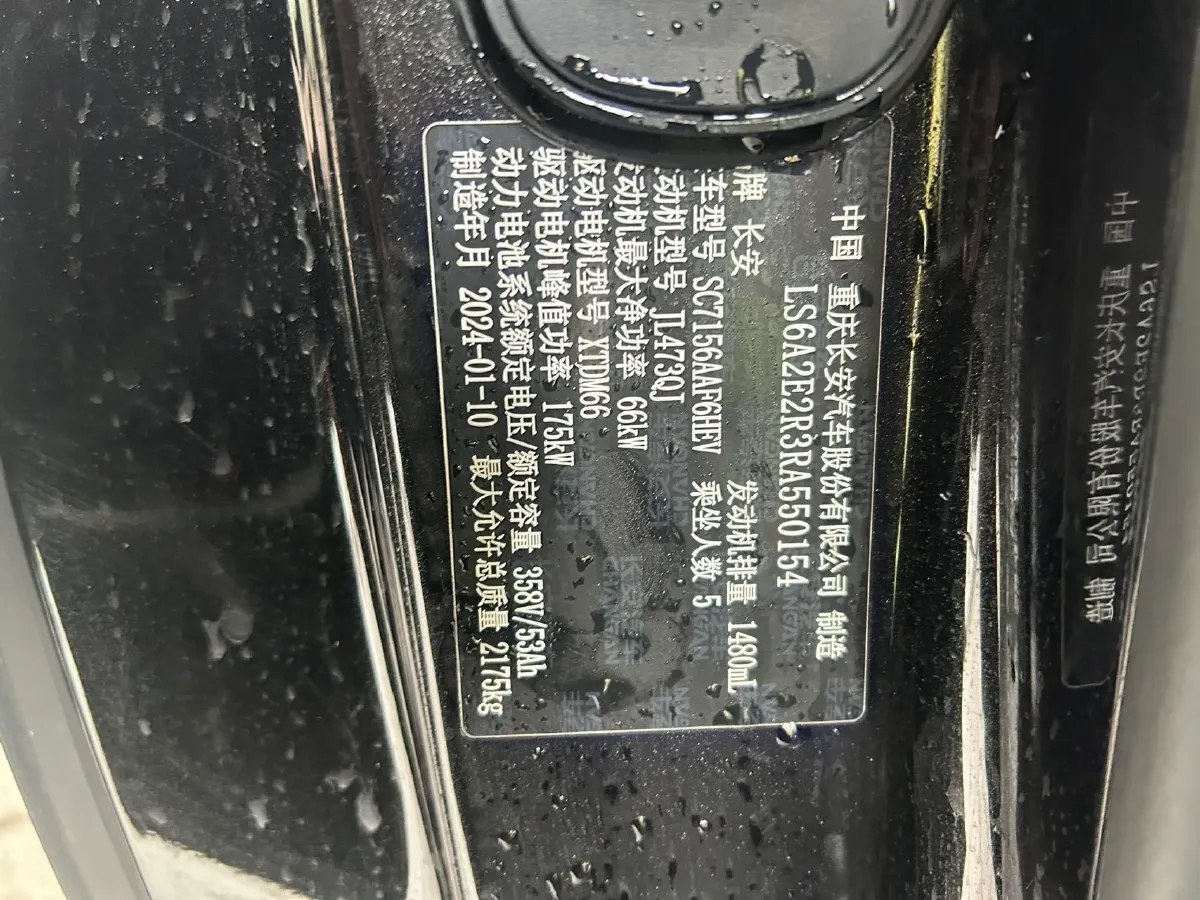 中国 重庆长安汽车股份有限公司 制造
LS6A2E2R3RA550154
牌 长安 发动机排量 1480mL
车型号 SC7156AAF6HEV 乘坐人数 5
动机型号 JL473QJ
动机最大净功率 66kW
驱动电机型号 XTDM66
驱动电机峰值功率 175kW
动力电池系统额定电压/额定容量 358V/53Ah
制造年月 2024-01-10 最大允许总质量 2175kg